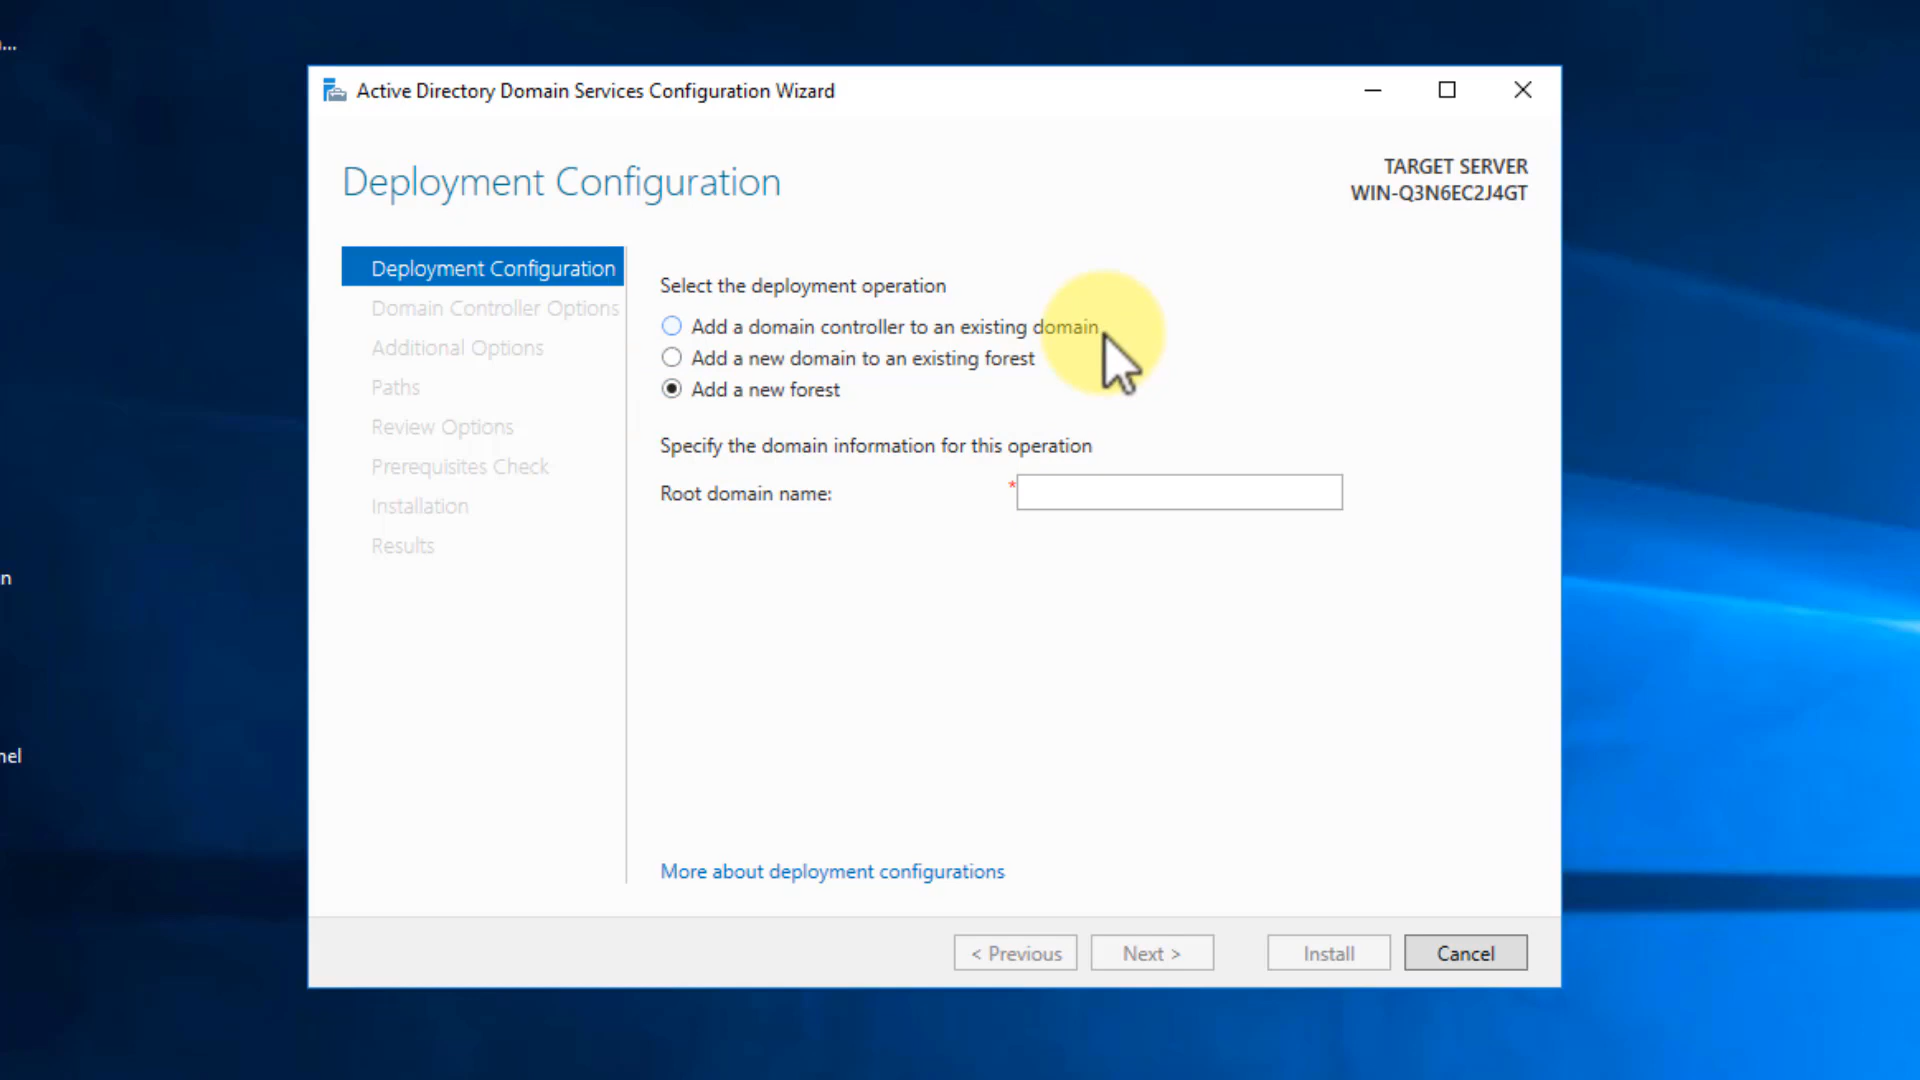 Active Directory Domain Services Configuration Wizard
Deployment Configuration
TARGET SERVER
WIN-Q3N6EC2J4GT
Deployment Configuration
Domain Controller Options
Additional Options
Paths
Review Options
Prerequisites Check
Installation
Results
Select the deployment operation
Add a domain controller to an existing domain
Add a new domain to an existing forest
Add a new forest
Specify the domain information for this operation
Root domain name:
*
More about deployment configurations
< Previous
Next >
Install
Cancel